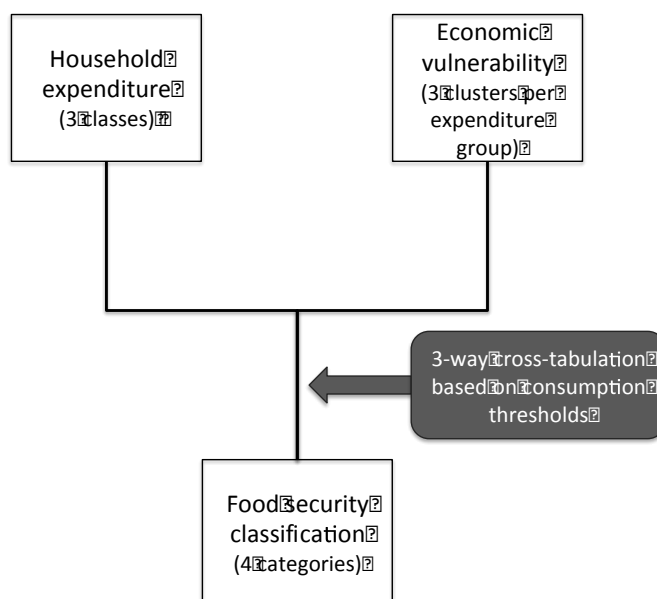 Household
expenditure
(3 classes)
Economic
vulnerability
(3 clusters per
expenditure
group)
3-way cross-tabulation
based on consumption
thresholds
Food security
classification
(4 categories)